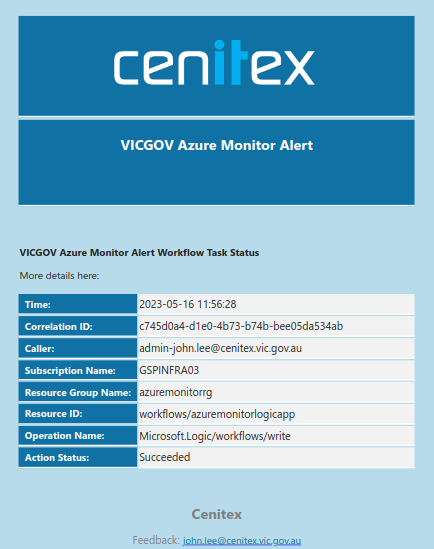 cenitex
VICGOV Azure Monitor Alert
VICGOV Azure Monitor Alert Workflow Task Status
More details here:
Time: 2023-05-16 11:56:28
Correlation ID: c745d0a4-d1e0-4b73-b74b-bee05da534ab
Caller: admin-john.lee@cenitex.vic.gov.au
Subscription Name: GSPINFRA03
Resource Group Name: azuremonitorrg
Resource ID: workflows/azuremonitorlogicapp
Operation Name: Microsoft.Logic/workflows/write
Action Status: Succeeded
Cenitex
Feedback: john.lee@cenitex.vic.gov.au